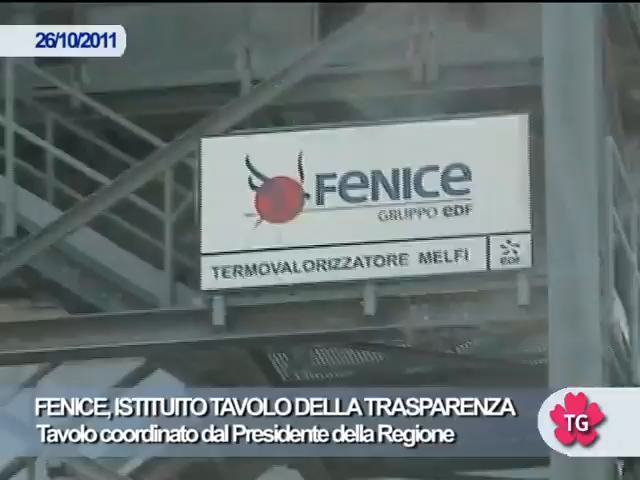 26/10/2011
FENICE
GRUPPO EDF
TERMOVALORIZZATORE MELFI
EDF
FENICE, ISTITUITO TAVOLO DELLA TRASPARENZA
Tavolo coordinato dal Presidente della Regione
TG